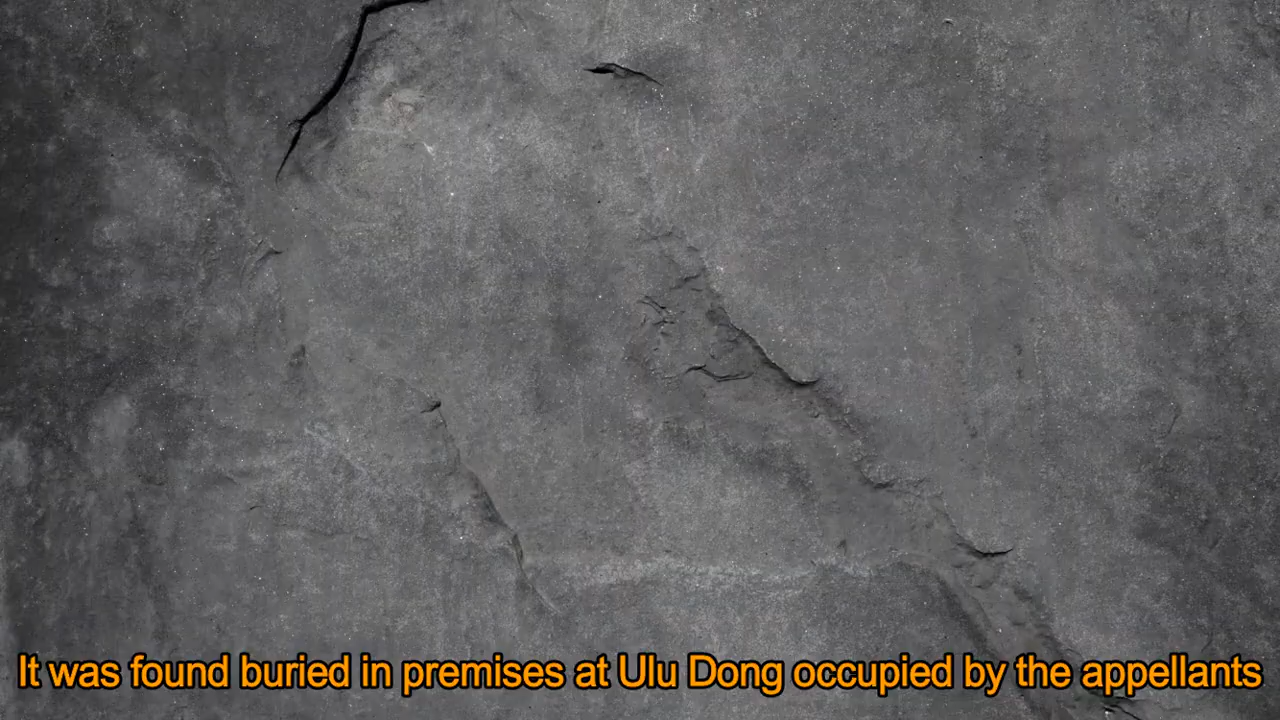 It was found buried in premises at Ulu Dong occupied by the appellants